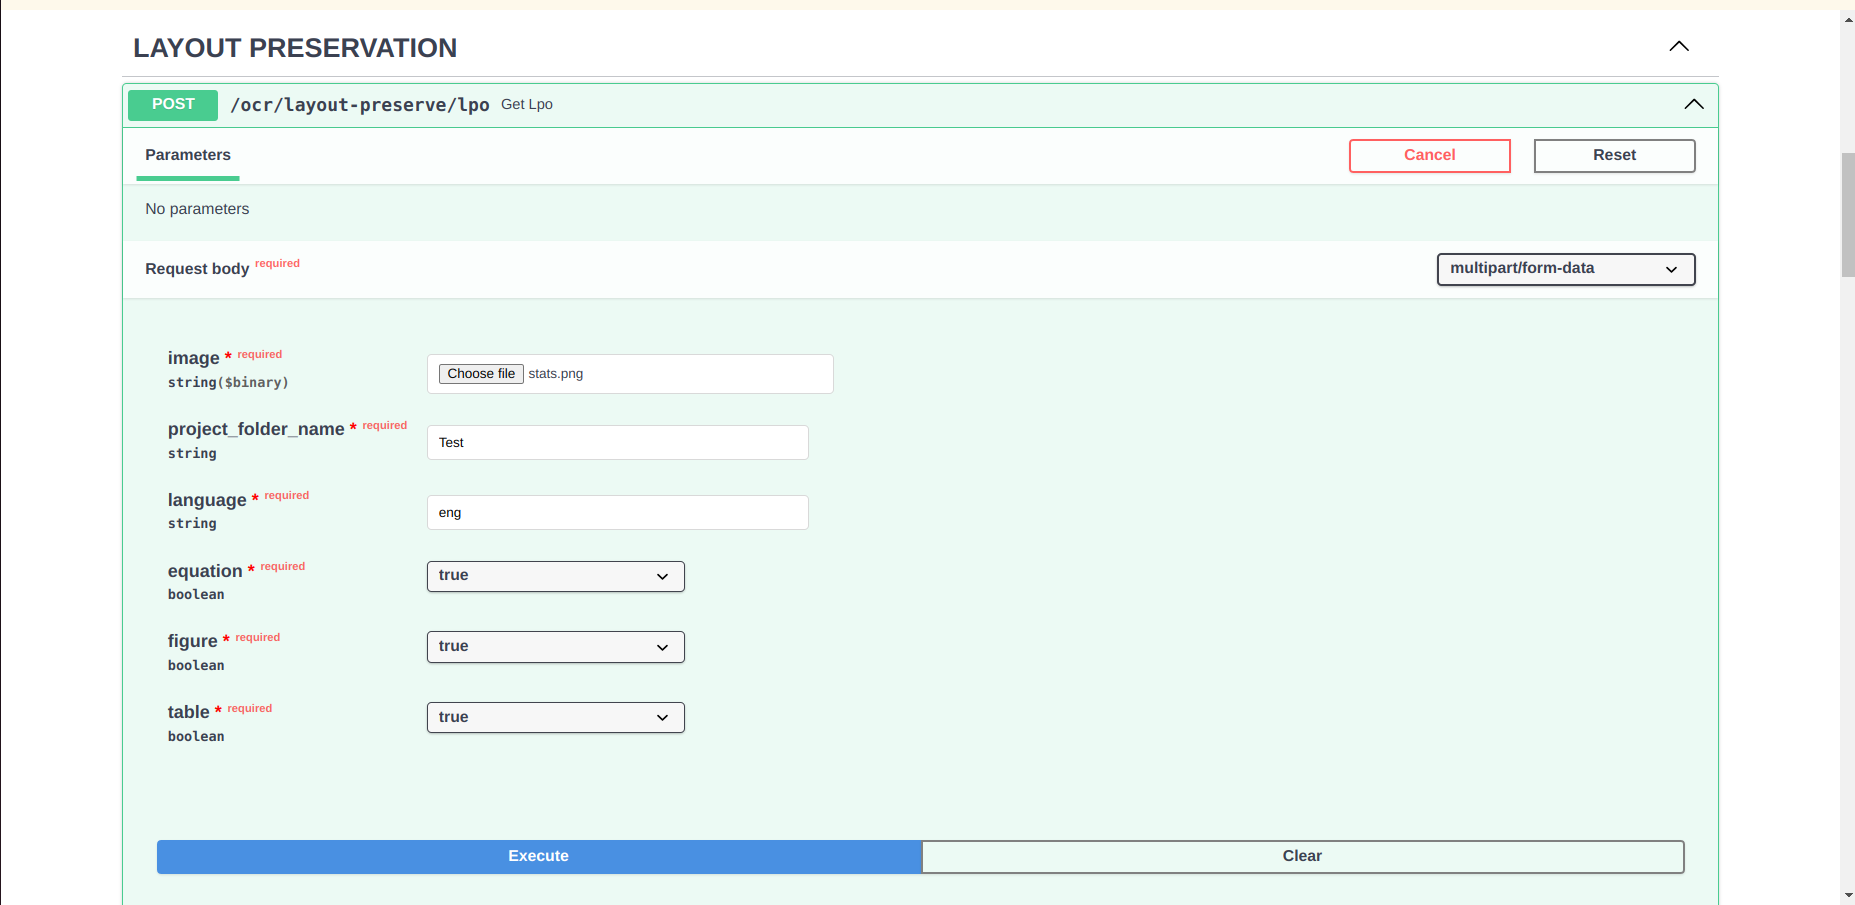 LAYOUT PRESERVATION
POST /ocr/layout-preserve/lpo Get Lpo
Parameters Cancel Reset
No parameters
Request body required multipart/form-data
image * required
string($binary) Choose file stats.png
project_folder_name * required
string Test
language * required
string eng
equation * required
boolean true
figure * required
boolean true
table * required
boolean true
Execute Clear